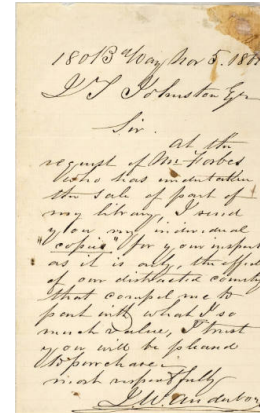 180 B Way Nov 5. 186
J T Johnston Esqr
Sir.
At the
request of Mr Forbes
who has undertaken
the sale of part of
my library, I send
you my individual
"copies" for your inspect
as it is only, the effect
of our distracted country
that compel me to
part with what I so
much value, I trust
you will be pleased
to purchase.
most respectfully